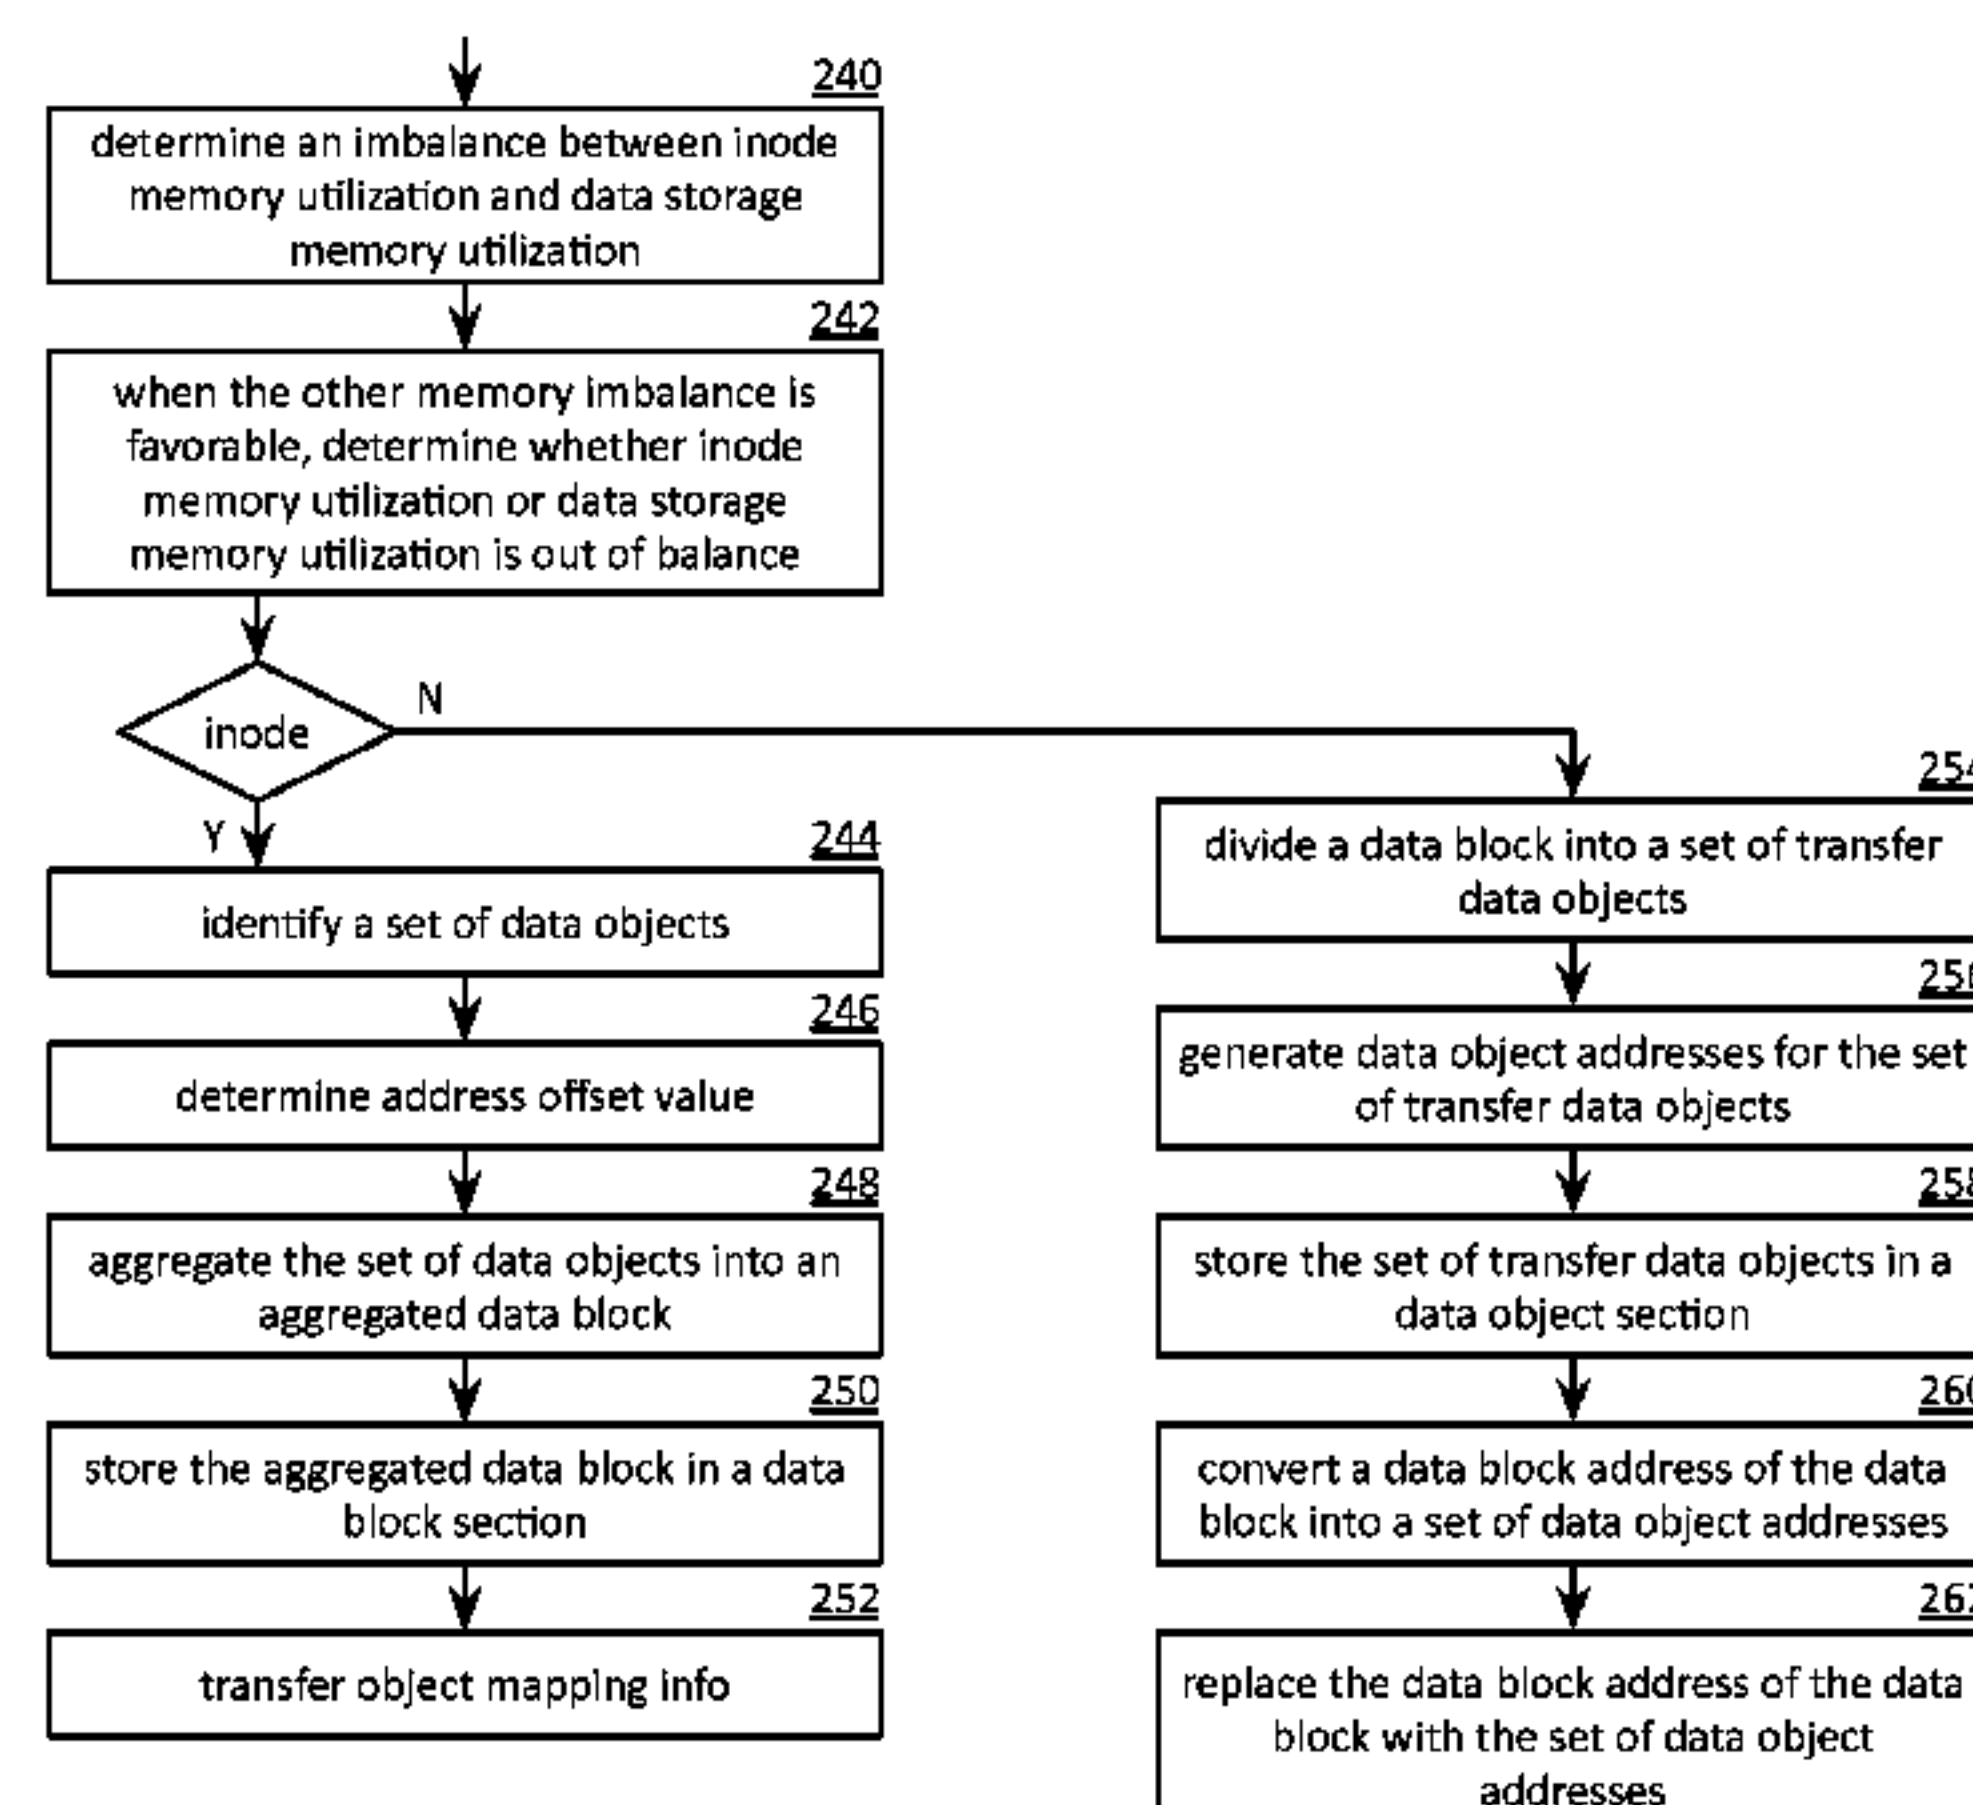 240
determine an imbalance between inode
memory utilization and data storage
memory utilization
242
when the other memory imbalance is
favorable, determine whether inode
memory utilization or data storage
memory utilization is out of balance
inode
N
Y
244
identify a set of data objects
246
determine address offset value
248
aggregate the set of data objects into an
aggregated data block
250
store the aggregated data block in a data
block section
252
transfer object mapping info
254
divide a data block into a set of transfer
data objects
256
generate data object addresses for the set
of transfer data objects
258
store the set of transfer data objects in a
data object section
260
convert a data block address of the data
block into a set of data object addresses
262
replace the data block address of the data
block with the set of data object
addresses